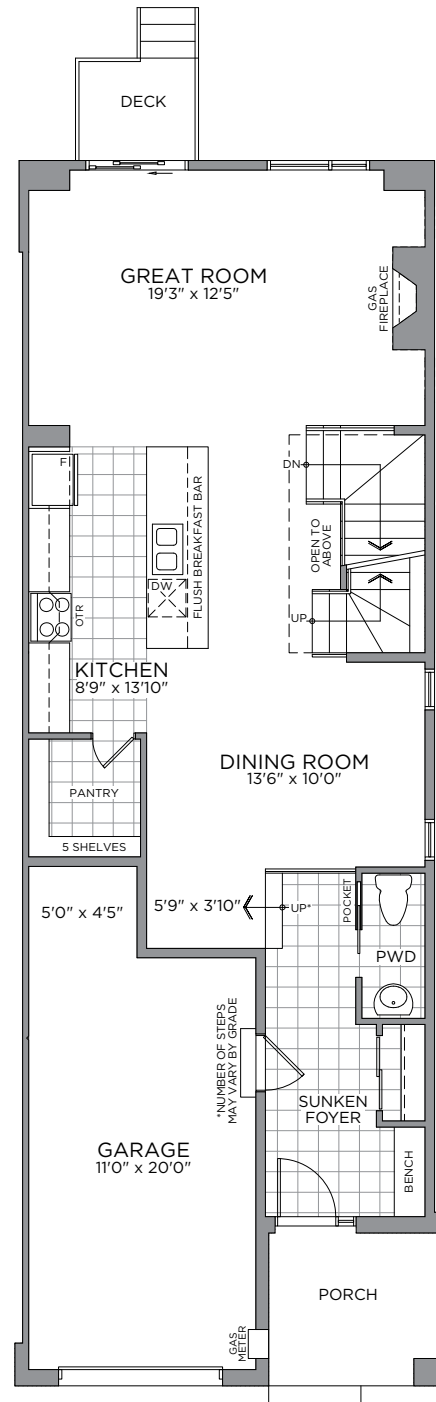 DECK
GREAT ROOM
19'3" x 12'5"
GAS
FIREPLACE
F
DN
FLUSH BREAKFAST BAR
OPEN TO
ABOVE
DW
OTR
UP
KITCHEN
8'9" x 13'10"
DINING ROOM
13'6" x 10'0"
PANTRY
5 SHELVES
5'0" x 4'5"
5'9" x 3'10"
UP*
POCKET
PWD
*NUMBER OF STEPS
MAY VARY BY GRADE
SUNKEN
FOYER
GARAGE
11'0" x 20'0"
BENCH
PORCH
GAS
METER